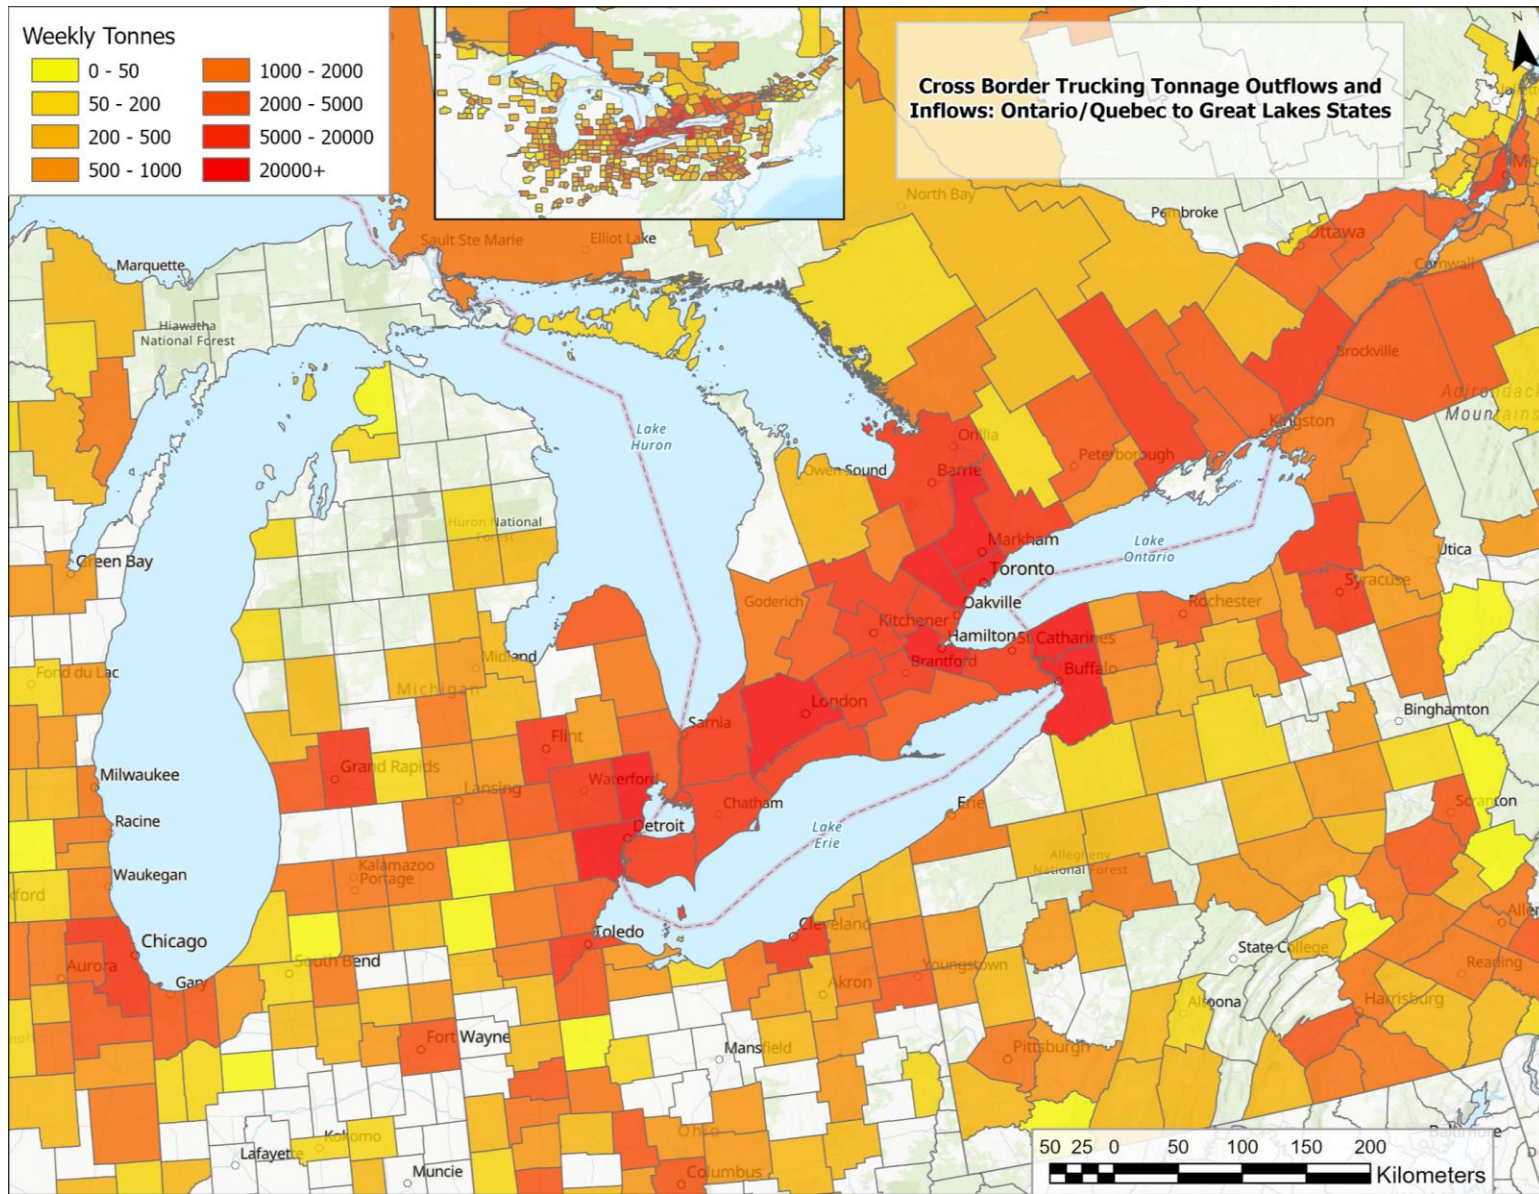 Weekly Tonnes
0 - 50
50 - 200
200 - 500
500 - 1000
1000 - 2000
2000 - 5000
5000 - 20000
20000+
Cross Border Trucking Tonnage Outflows and
Inflows: Ontario/Quebec to Great Lakes States
N
North Bay
Pembroke
Ottawa
Cornwall
Sault Ste Marie
Elliot Lake
Marquette
Hiawatha
National Forest
Brockville
Adirondack
Mountains
Kingston
Lake
Huron
Orillia
Owen Sound
Barrie
Peterborough
Huron National
Forest
Green Bay
Markham
Lake
Ontario
Utica
Toronto
Syracuse
Goderich
Oakville
Rochester
Kitchener
Hamilton
St Catharines
Midland
Brantford
Buffalo
Fond du Lac
Michigan
London
Sarnia
Binghamton
Flint
Milwaukee
Grand Rapids
Waterford
Lansing
Chatham
Erie
Scranton
Racine
Detroit
Lake
Erie
Allegheny
National Forest
Kalamazoo
Portage
Waukegan
Chicago
Toledo
Cleveland
State College
Aurora
South Bend
Gary
Youngstown
Akron
Reading
Altoona
Harrisburg
Fort Wayne
Mansfield
Pittsburgh
Kokomo
Ohio
Lafayette
Muncie
Columbus
Baltimore
50 25 0 50 100 150 200
Kilometers